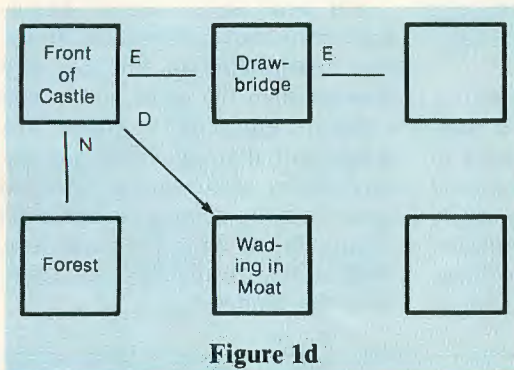 Front
of
Castle
E
Draw-
bridge
E
N
D
Forest
Wad-
ing in
Moat
Figure 1d